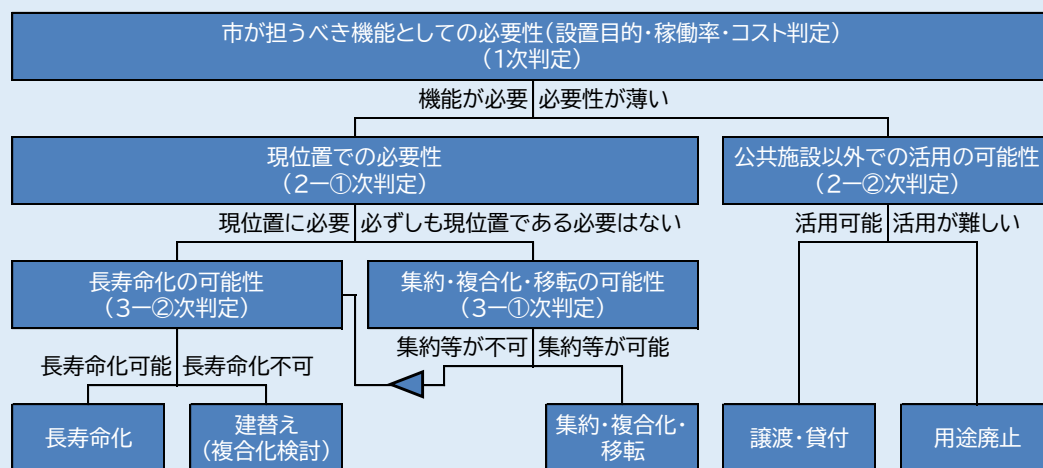 市が担うべき機能としての必要性(設置目的・稼働率・コスト判定)
(1次判定)
機能が必要
必要性が薄い
現位置での必要性
(2ー①次判定)
公共施設以外での活用の可能性
(2ー②次判定)
現位置に必要
必ずしも現位置である必要はない
活用可能
活用が難しい
長寿命化の可能性
(3ー②次判定)
集約・複合化・移転の可能性
(3ー①次判定)
集約等が不可
集約等が可能
長寿命化可能
長寿命化不可
長寿命化
建替え
(複合化検討)
集約・複合化・
移転
譲渡・貸付
用途廃止